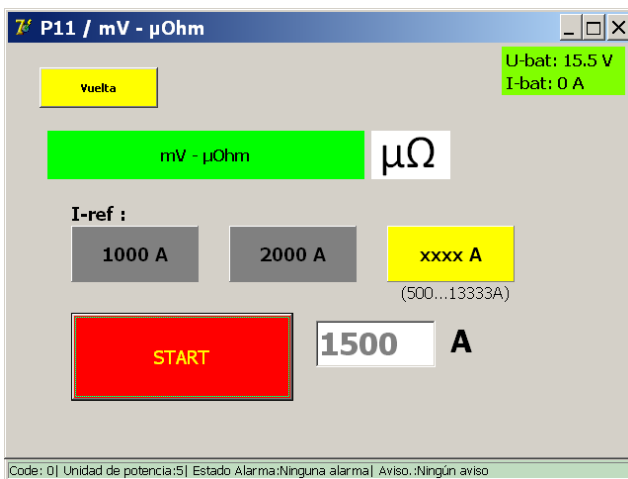 P11 / mV - µOhm
U-bat: 15.5 V
I-bat: 0 A
Vuelta
mV - µOhm
µΩ
I-ref :
1000 A
2000 A
xxxx A
(500...13333A)
START
1500
A
Code: 0| Unidad de potencia:5| Estado Alarma:Ninguna alarma| Aviso.:Ningún aviso